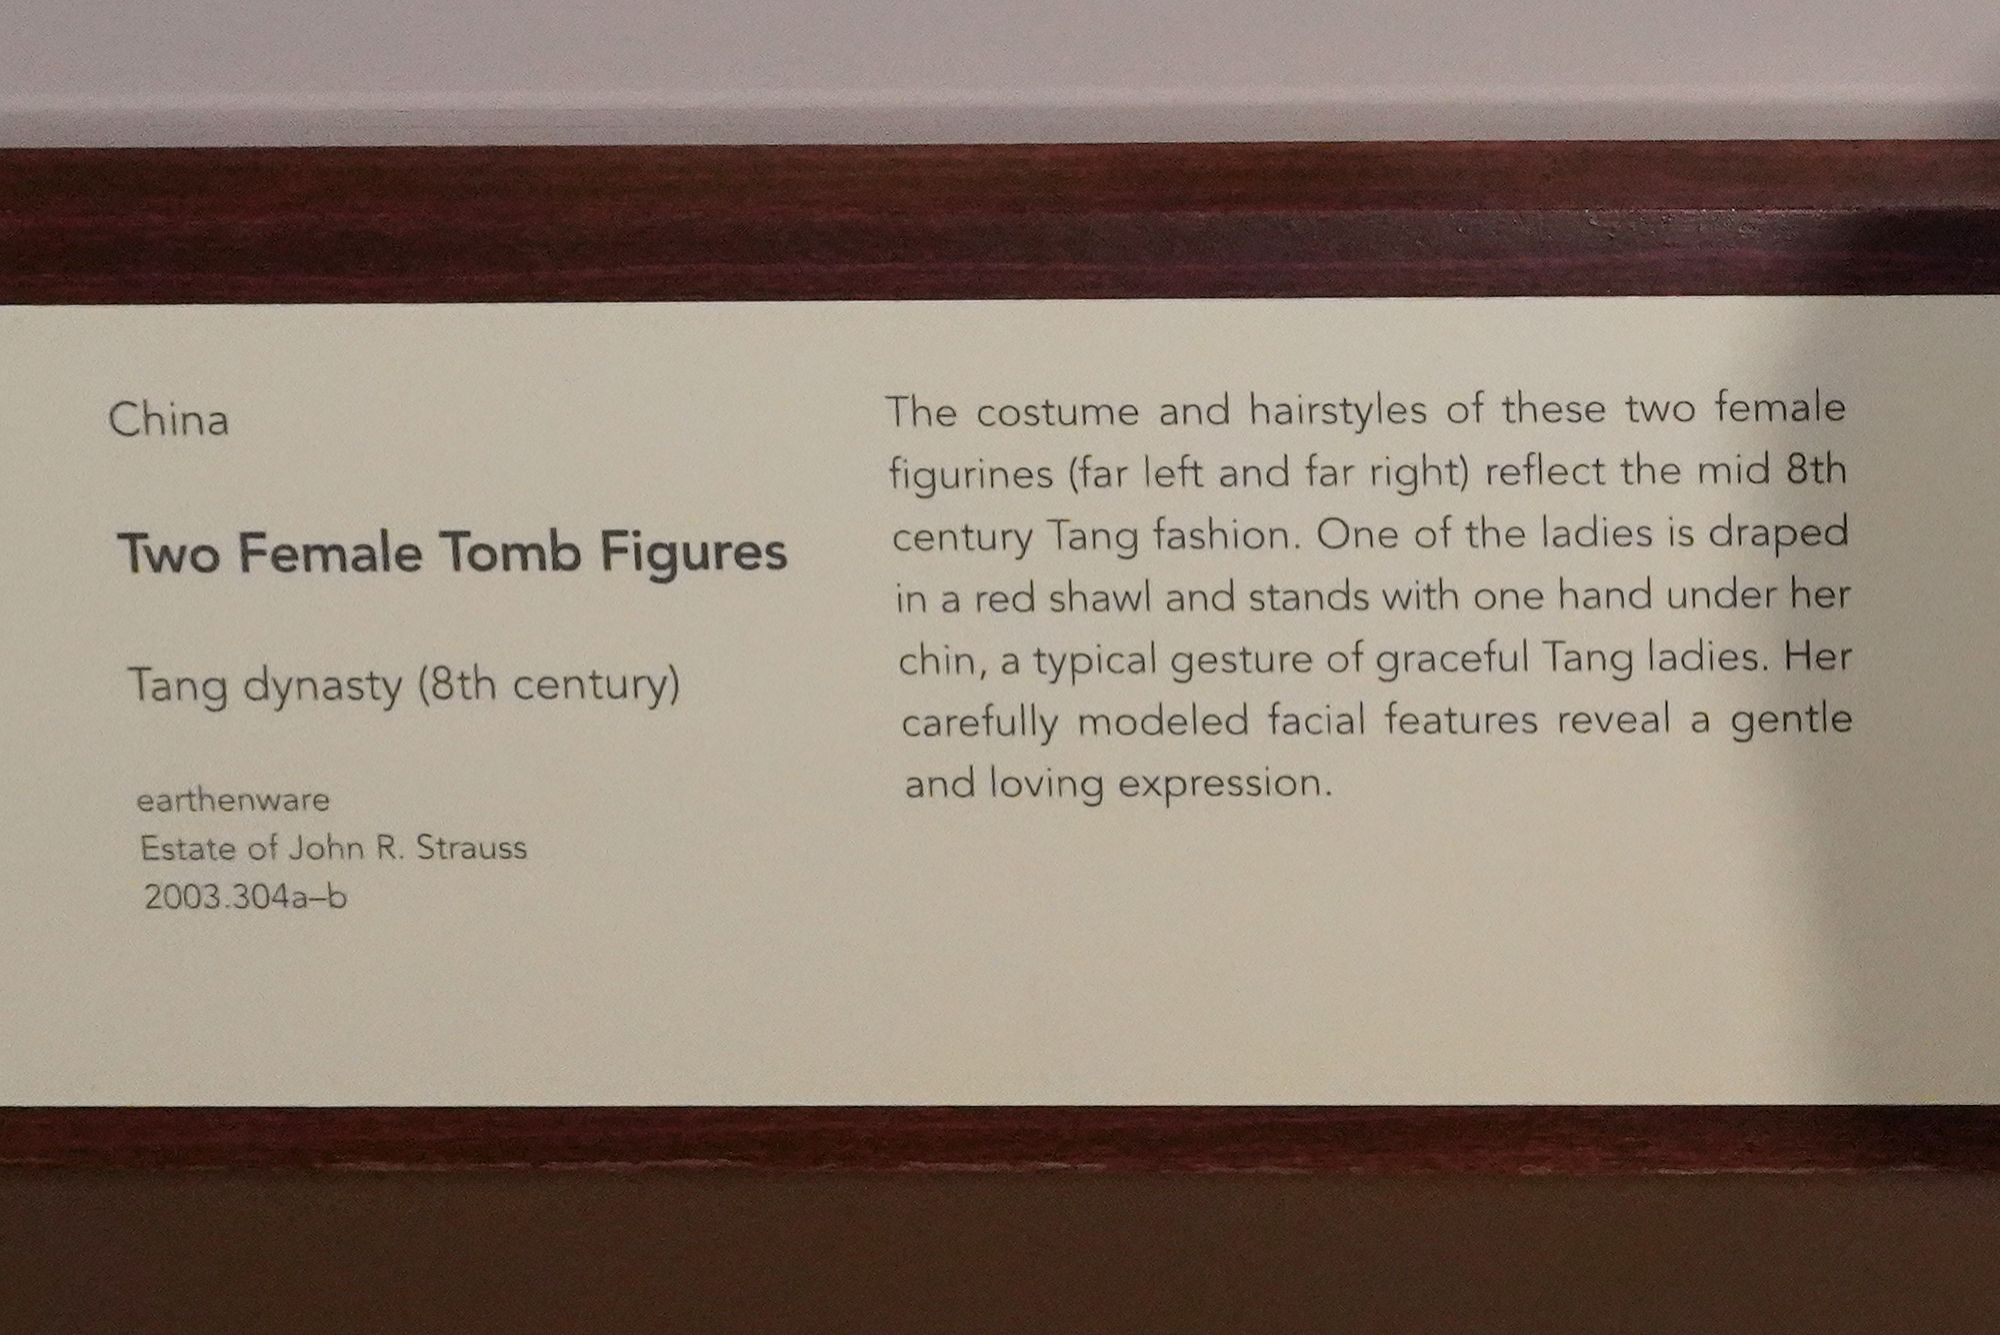 China
Two Female Tomb Figures
Tang dynasty (8th century)
earthenware
Estate of John R. Strauss
2003.304a–b
The costume and hairstyles of these two female
figurines (far left and far right) reflect the mid 8th
century Tang fashion. One of the ladies is draped
in a red shawl and stands with one hand under her
chin, a typical gesture of graceful Tang ladies. Her
carefully modeled facial features reveal a gentle
and loving expression.